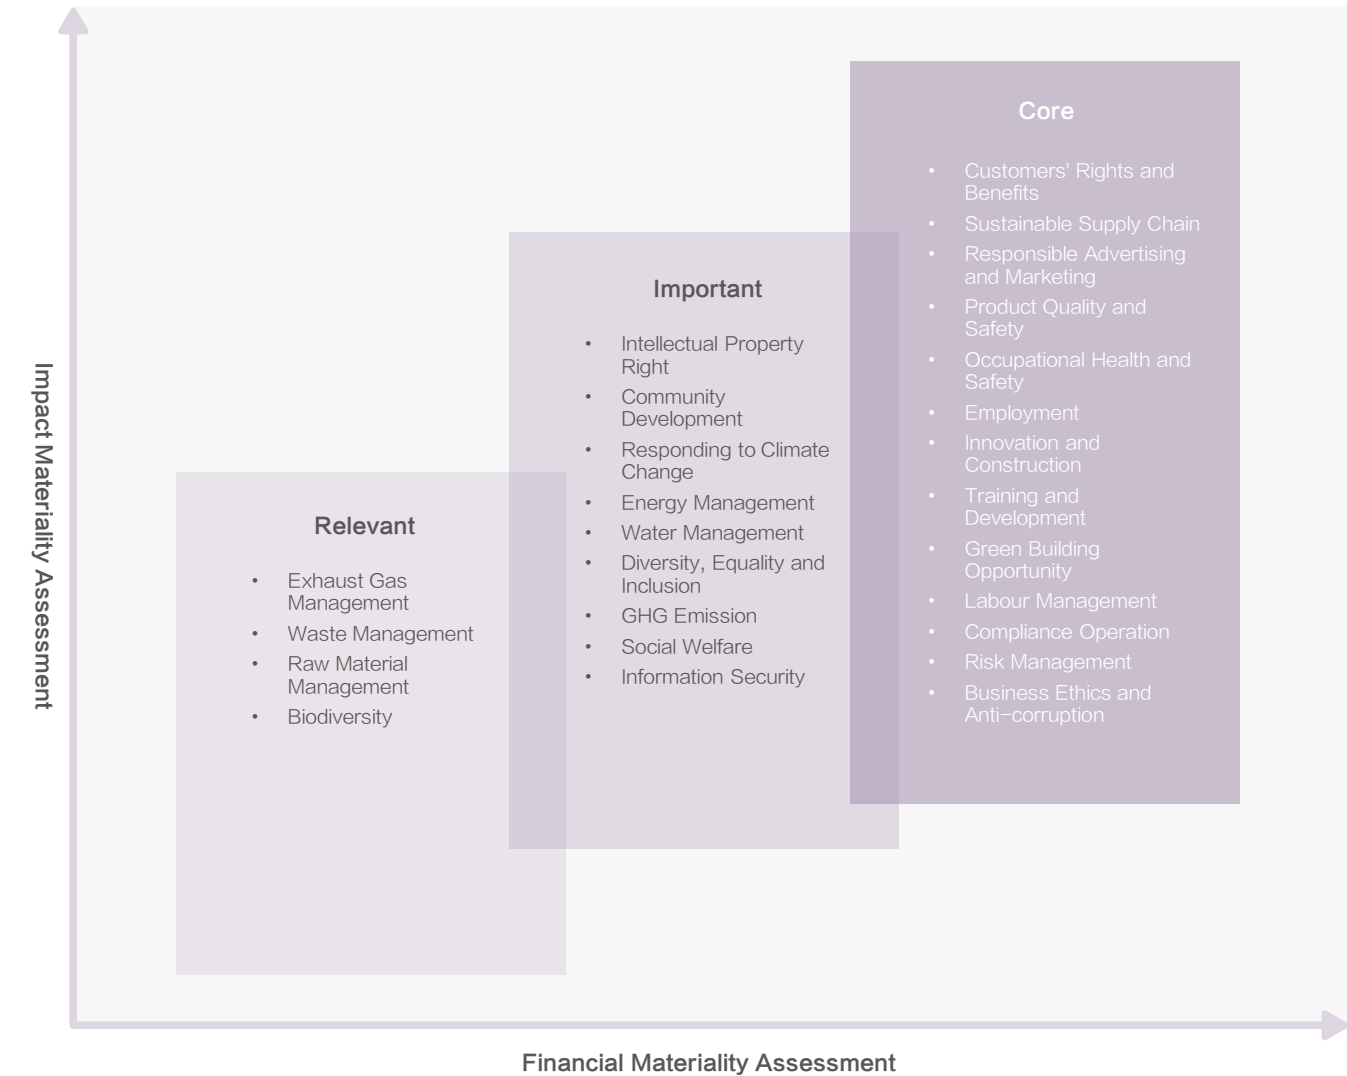 Core
• Customers' Rights and
Benefits
• Sustainable Supply Chain
• Responsible Advertising
and Marketing
• Product Quality and
Safety
• Occupational Health and
Safety
• Employment
• Innovation and
Construction
• Training and
Development
• Green Building
Opportunity
• Labour Management
• Compliance Operation
• Risk Management
• Business Ethics and
Anti-corruption
Important
• Intellectual Property
Right
• Community
Development
• Responding to Climate
Change
• Energy Management
• Water Management
• Diversity, Equality and
Inclusion
• GHG Emission
• Social Welfare
• Information Security
Relevant
• Exhaust Gas
Management
• Waste Management
• Raw Material
Management
• Biodiversity
Impact Materiality Assessment
Financial Materiality Assessment